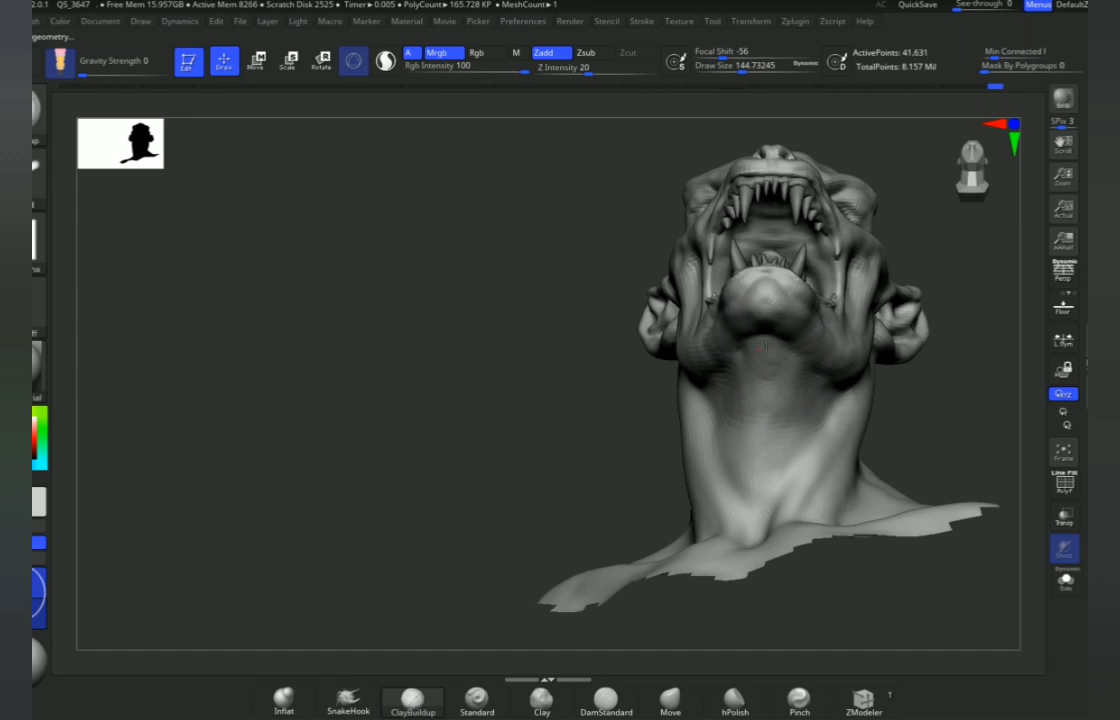 2.0.1 QS_3647 . ● Free Mem 15.957GB ● Active Mem 8266 ● Scratch Disk 2525 ● Timer▸0.005 ● PolyCount▸165.728 KP ● MeshCount▸1 AC QuickSave See-through 0 Menus DefaultZ
Color Document Draw Dynamics Edit File Layer Light Macro Marker Material Movie Picker Preferences Render Stencil Stroke Texture Tool Transform Zplugin Zscript Help
geometry...
Gravity Strength 0 Edit Draw Move Scale Rotate A Mrgb Rgb M Zadd Zsub Zcut Focal Shift -56 ActivePoints: 41,631 Min Connected I
Rgb Intensity 100 Z Intensity 20 Draw Size 144.73245 Dynamic TotalPoints: 8.157 Mil Mask By Polygroups 0
S
D
SPix 3
Scroll
Zoom
Actual
AAHalf
Dynamic
Persp
Floor
L.Sym
Frame
Line Fill
PolyF
Transp
Dynamic
Solo
Inflat SnakeHook ClayBuildup Standard Clay DamStandard Move hPolish Pinch ZModeler 1